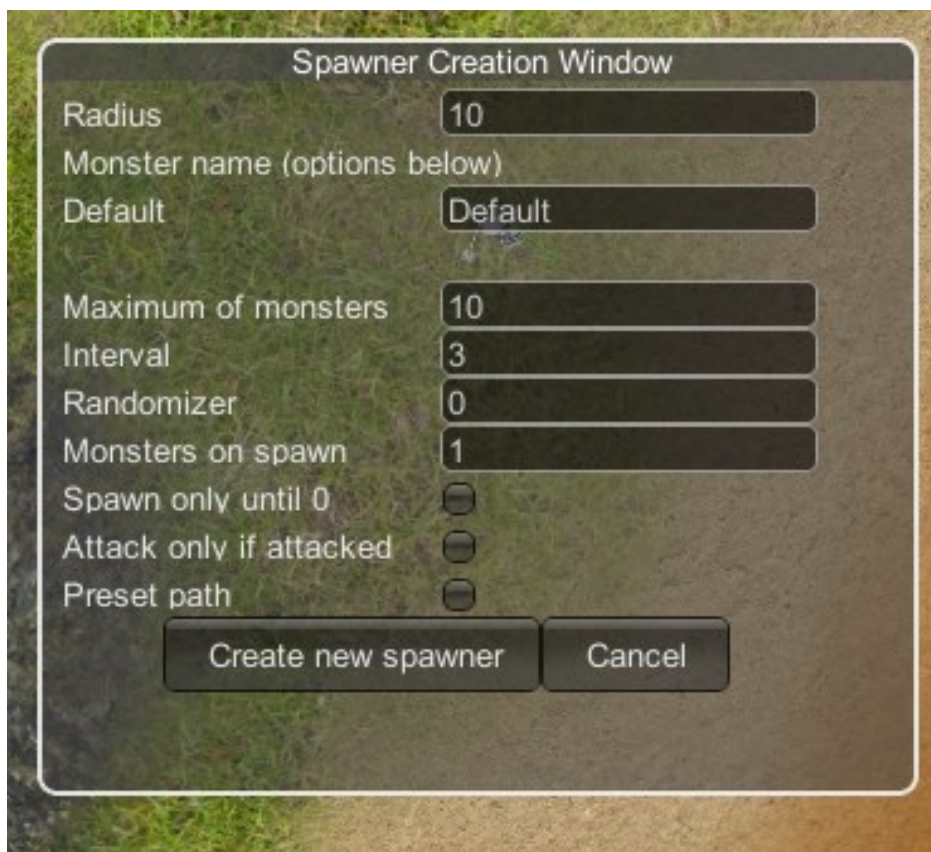 Spawner Creation Window
Radius 10
Monster name (options below)
Default Default
Maximum of monsters 10
Interval 3
Randomizer 0
Monsters on spawn 1
Spawn only until 0
Attack only if attacked
Preset path
Create new spawner Cancel